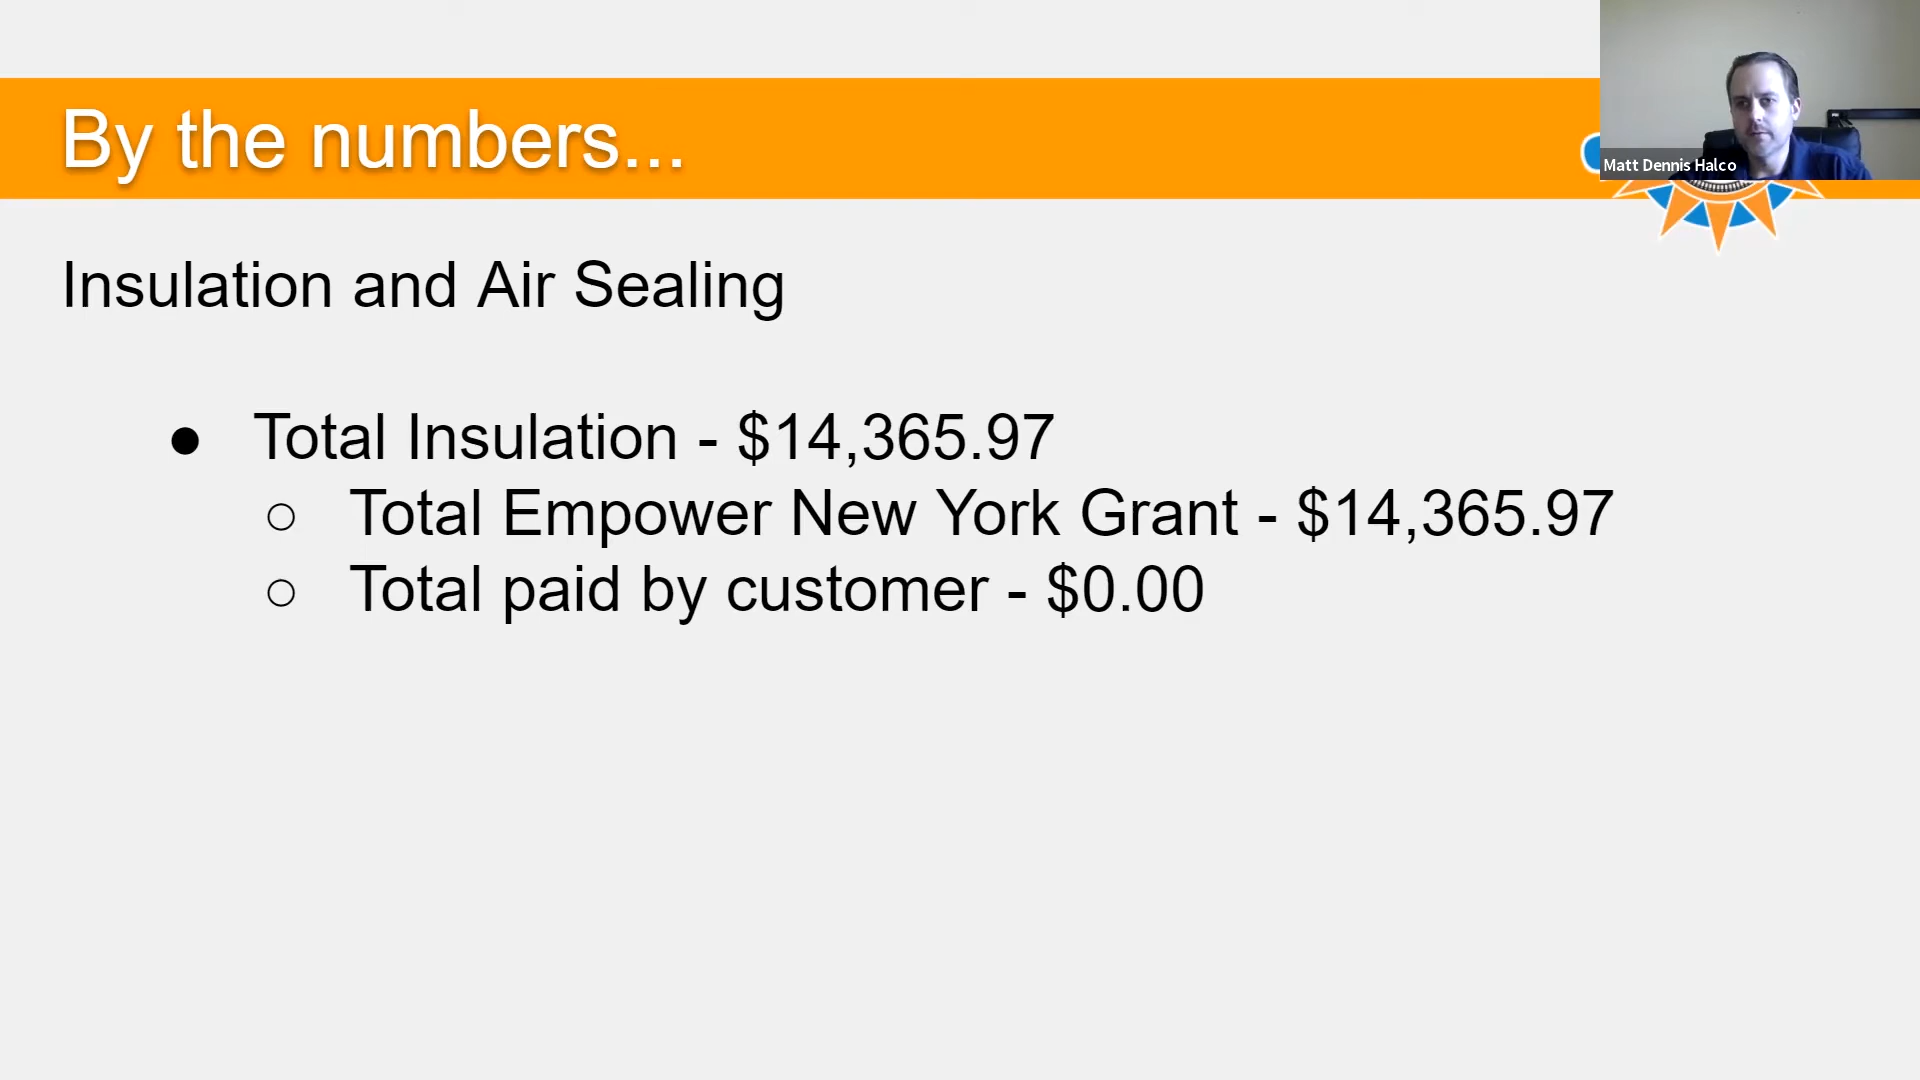 By the numbers...
Matt Dennis Halco
Insulation and Air Sealing
● Total Insulation - $14,365.97
○ Total Empower New York Grant - $14,365.97
○ Total paid by customer - $0.00